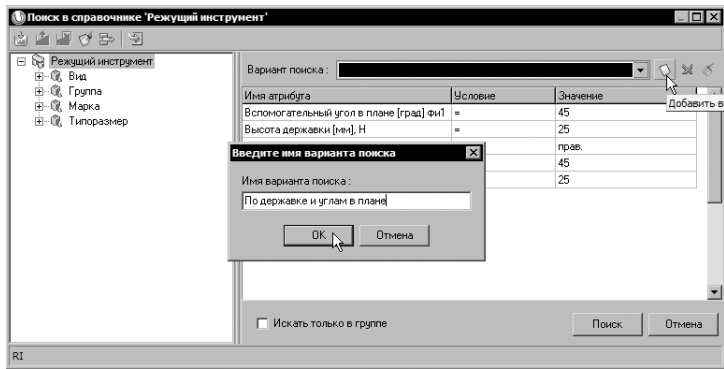 Поиск в справочнике 'Режущий инструмент'
Режущий инструмент
Вид
Группа
Марка
Типоразмер
Вариант поиска :
Добавить в
Имя атрибута Условие Значение
Вспомогательный угол в плане [град] фи1 = 45
Высота державки [мм], H = 25
прав.
45
25
Введите имя варианта поиска
Имя варианта поиска :
По державке и углам в плане
OK Отмена
Искать только в группе
Поиск Отмена
RI